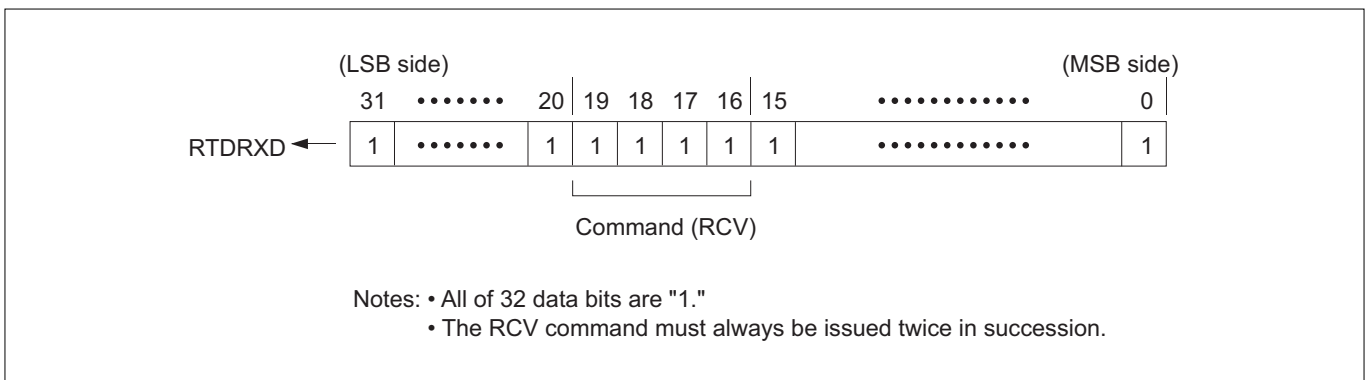 (LSB side) (MSB side)
31 ••••••• 20 19 18 17 16 15 •••••••••••• 0
RTDRXD 1 ••••••• 1 1 1 1 1 1 •••••••••••• 1
Command (RCV)
Notes: • All of 32 data bits are "1."
• The RCV command must always be issued twice in succession.